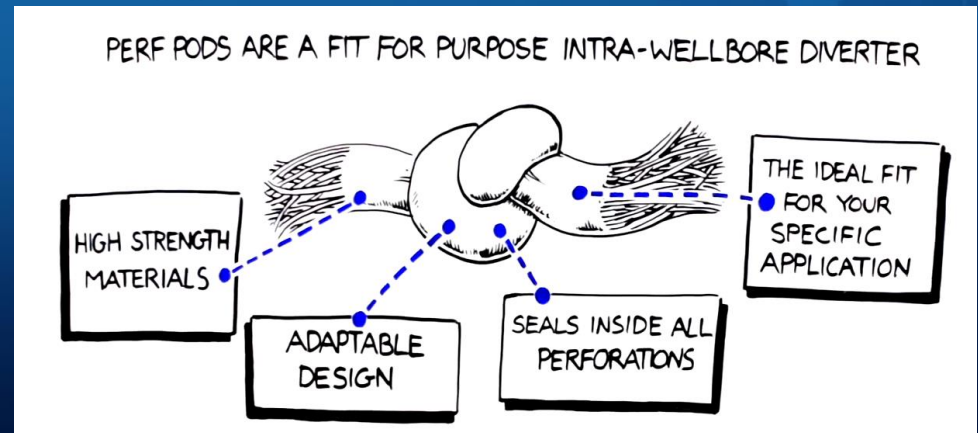 PERF PODS ARE A FIT FOR PURPOSE INTRA-WELLBORE DIVERTER
HIGH STRENGTH
MATERIALS
ADAPTABLE
DESIGN
SEALS INSIDE ALL
PERFORATIONS
THE IDEAL FIT
FOR YOUR
SPECIFIC
APPLICATION